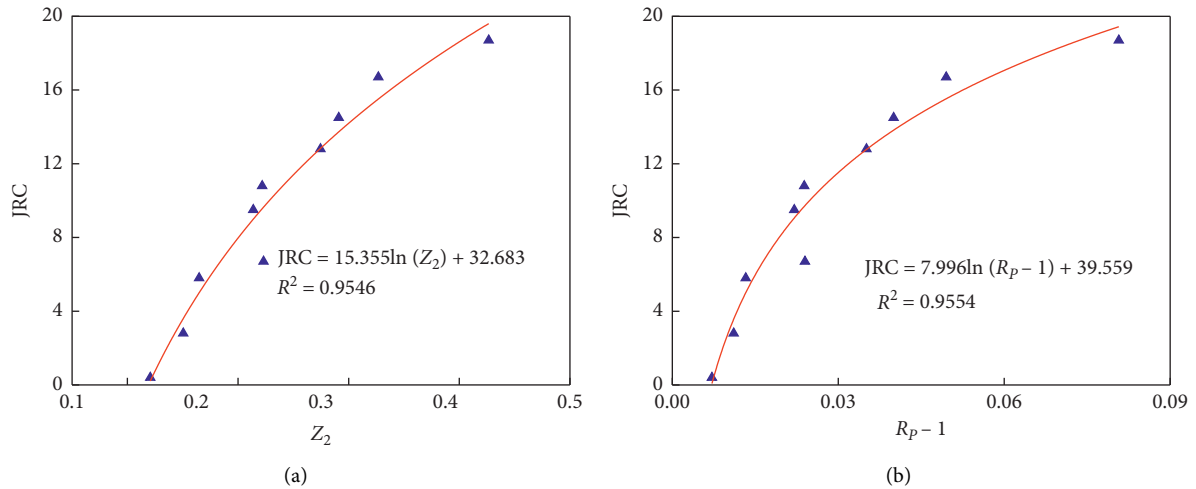 20
16
12
8
4
0
JRC
JRC = 15.355ln (Z₂) + 32.683
R² = 0.9546
0.1 0.2 0.3 0.4 0.5
Z₂
(a)
20
16
12
8
4
0
JRC
JRC = 7.996ln (R_P – 1) + 39.559
R² = 0.9554
0.00 0.03 0.06 0.09
R_P – 1
(b)